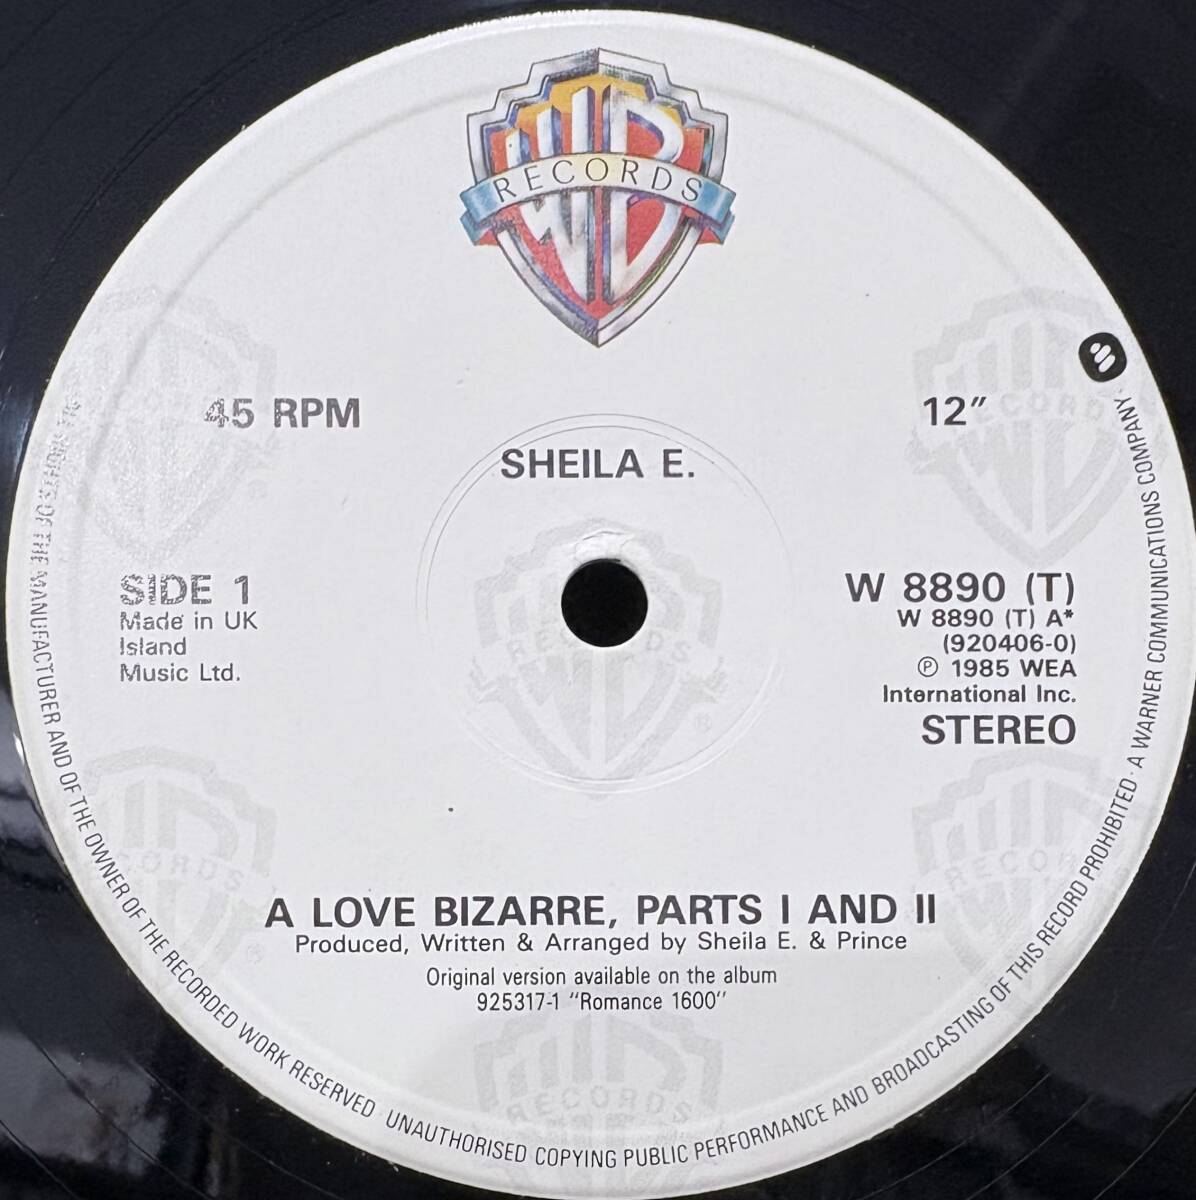 WB
RECORDS
45 RPM
12″
SHEILA E.
SIDE 1
Made in UK
Island
Music Ltd.
W 8890 (T)
W 8890 (T) A*
(920406-0)
℗ 1985 WEA
International Inc.
STEREO
A LOVE BIZARRE, PARTS I AND II
Produced, Written & Arranged by Sheila E. & Prince
Original version available on the album
925317-1 ″Romance 1600″
OF THE MANUFACTURER AND OF THE OWNER OF THE RECORDED WORK RESERVED · UNAUTHORISED COPYING PUBLIC PERFORMANCE AND BROADCASTING OF THIS RECORD PROHIBITED · A WARNER COMMUNICATIONS COMPANY ·